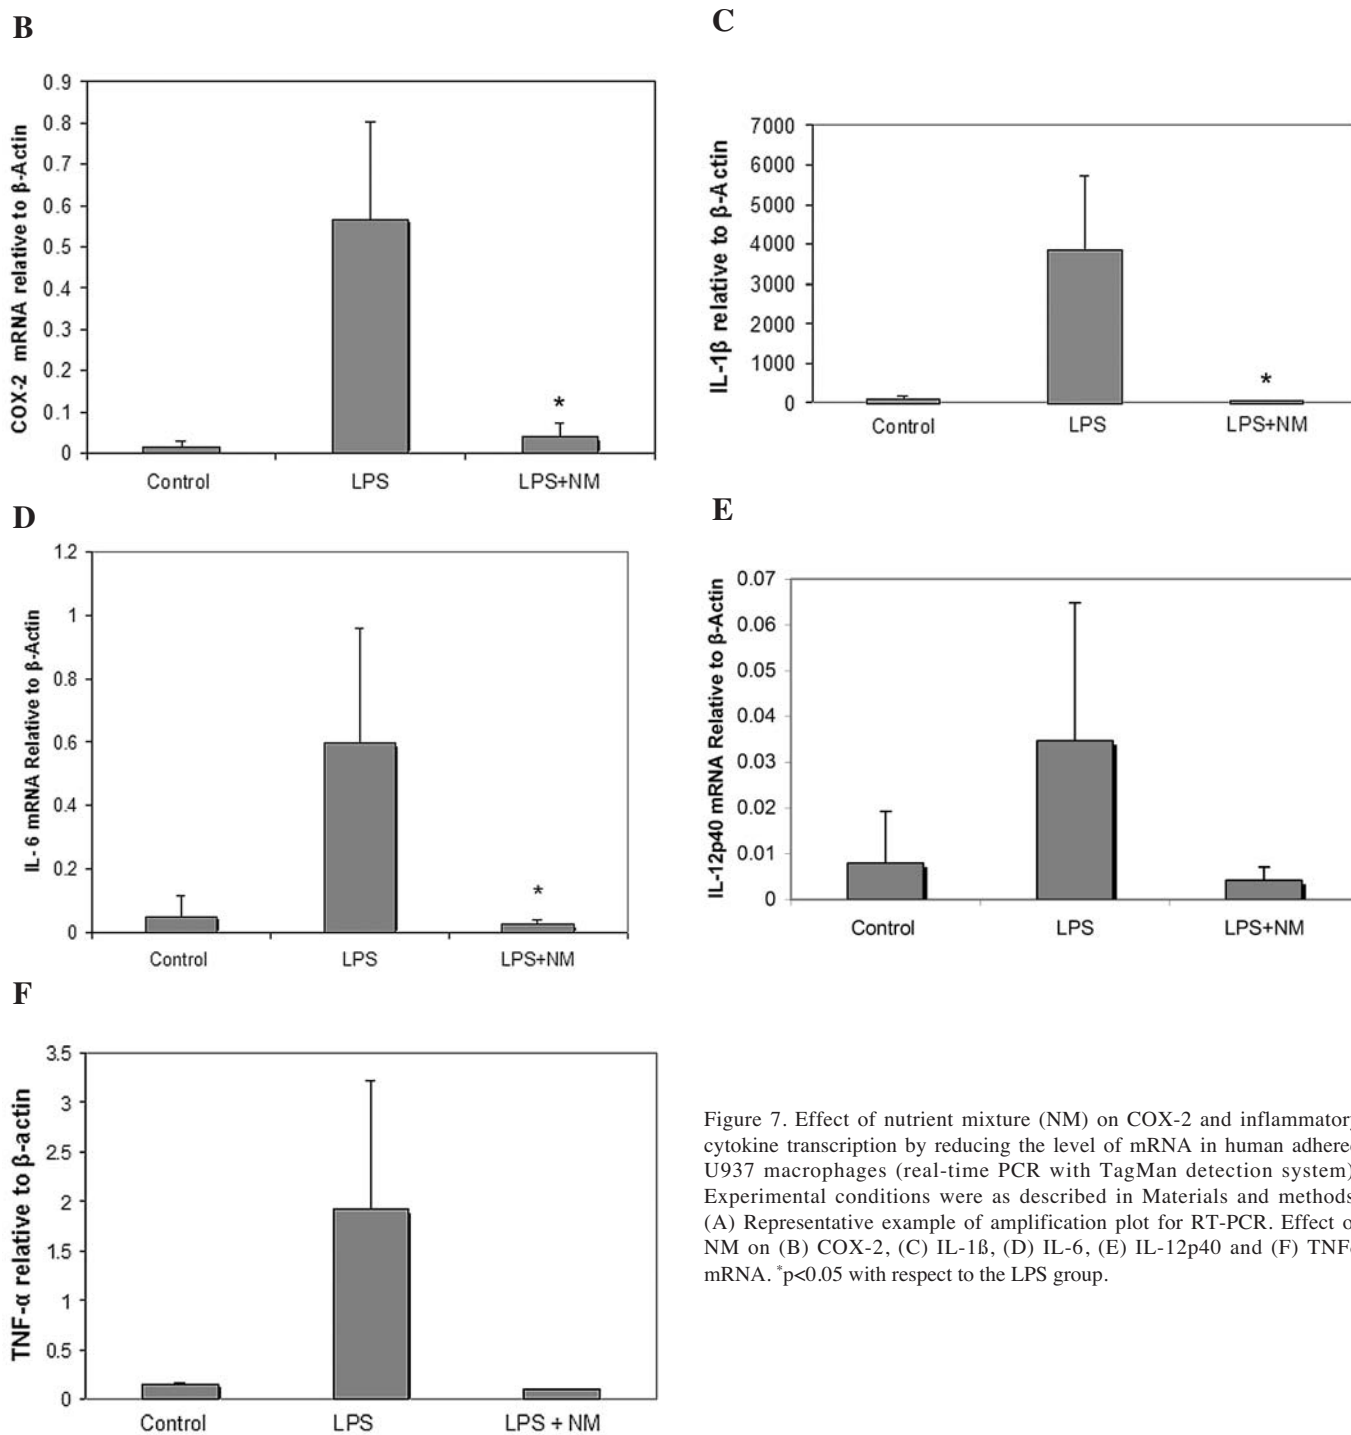 B
COX-2 mRNA relative to β-Actin
0.9
0.8
0.7
0.6
0.5
0.4
0.3
0.2
0.1
0
*
Control LPS LPS+NM
C
IL-1β relative to β-Actin
7000
6000
5000
4000
3000
2000
1000
0
*
Control LPS LPS+NM
D
IL-6 mRNA Relative to β-Actin
1.2
1
0.8
0.6
0.4
0.2
0
*
Control LPS LPS+NM
E
IL-12p40 mRNA Relative to β-Actin
0.07
0.06
0.05
0.04
0.03
0.02
0.01
0
Control LPS LPS+NM
F
TNF-α relative to β-actin
3.5
3
2.5
2
1.5
1
0.5
0
Control LPS LPS + NM
Figure 7. Effect of nutrient mixture (NM) on COX-2 and inflammator
cytokine transcription by reducing the level of mRNA in human adhere
U937 macrophages (real-time PCR with TagMan detection system)
Experimental conditions were as described in Materials and methods
(A) Representative example of amplification plot for RT-PCR. Effect o
NM on (B) COX-2, (C) IL-1ß, (D) IL-6, (E) IL-12p40 and (F) TNF
mRNA. *p<0.05 with respect to the LPS group.